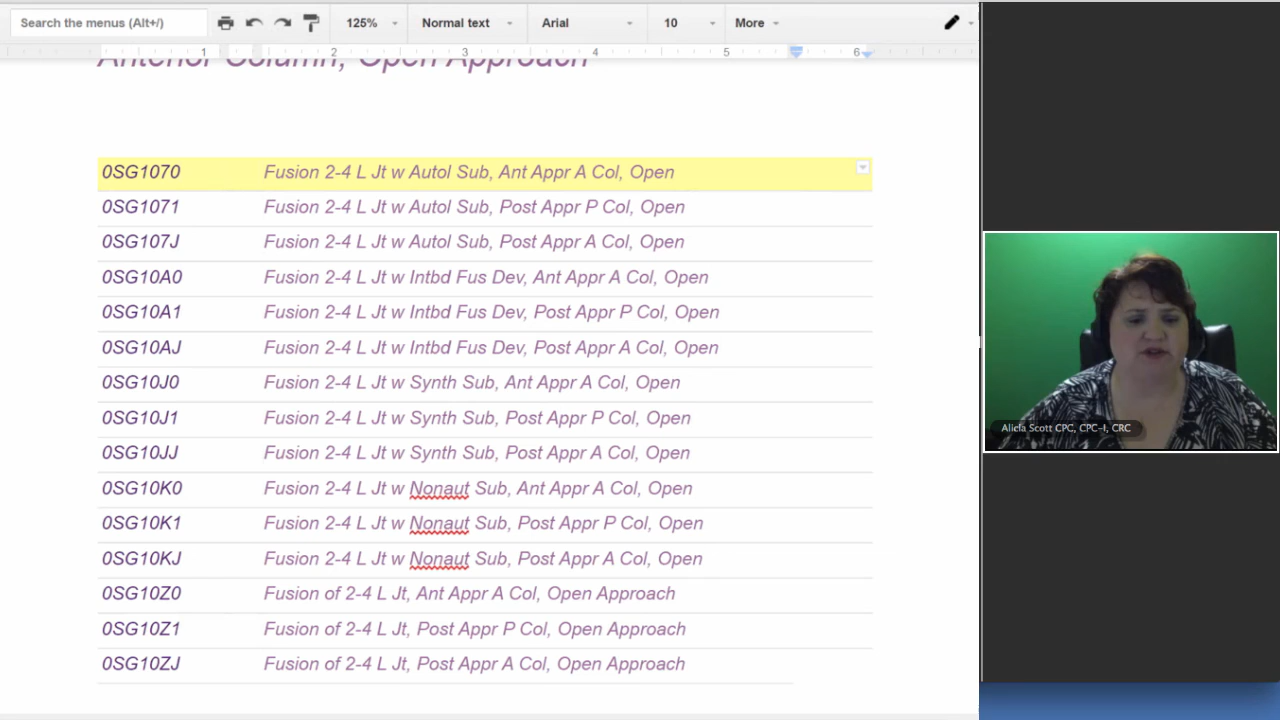 Search the menus (Alt+/) 125% Normal text Arial 10 More
1 2 3 4 5 6
Anterior Column, Open Approach
0SG1070 Fusion 2-4 L Jt w Autol Sub, Ant Appr A Col, Open
0SG1071 Fusion 2-4 L Jt w Autol Sub, Post Appr P Col, Open
0SG107J Fusion 2-4 L Jt w Autol Sub, Post Appr A Col, Open
0SG10A0 Fusion 2-4 L Jt w Intbd Fus Dev, Ant Appr A Col, Open
0SG10A1 Fusion 2-4 L Jt w Intbd Fus Dev, Post Appr P Col, Open
0SG10AJ Fusion 2-4 L Jt w Intbd Fus Dev, Post Appr A Col, Open
0SG10J0 Fusion 2-4 L Jt w Synth Sub, Ant Appr A Col, Open
0SG10J1 Fusion 2-4 L Jt w Synth Sub, Post Appr P Col, Open
0SG10JJ Fusion 2-4 L Jt w Synth Sub, Post Appr A Col, Open
0SG10K0 Fusion 2-4 L Jt w Nonaut Sub, Ant Appr A Col, Open
0SG10K1 Fusion 2-4 L Jt w Nonaut Sub, Post Appr P Col, Open
0SG10KJ Fusion 2-4 L Jt w Nonaut Sub, Post Appr A Col, Open
0SG10Z0 Fusion of 2-4 L Jt, Ant Appr A Col, Open Approach
0SG10Z1 Fusion of 2-4 L Jt, Post Appr P Col, Open Approach
0SG10ZJ Fusion of 2-4 L Jt, Post Appr A Col, Open Approach
Alicia Scott CPC, CPC-I, CRC